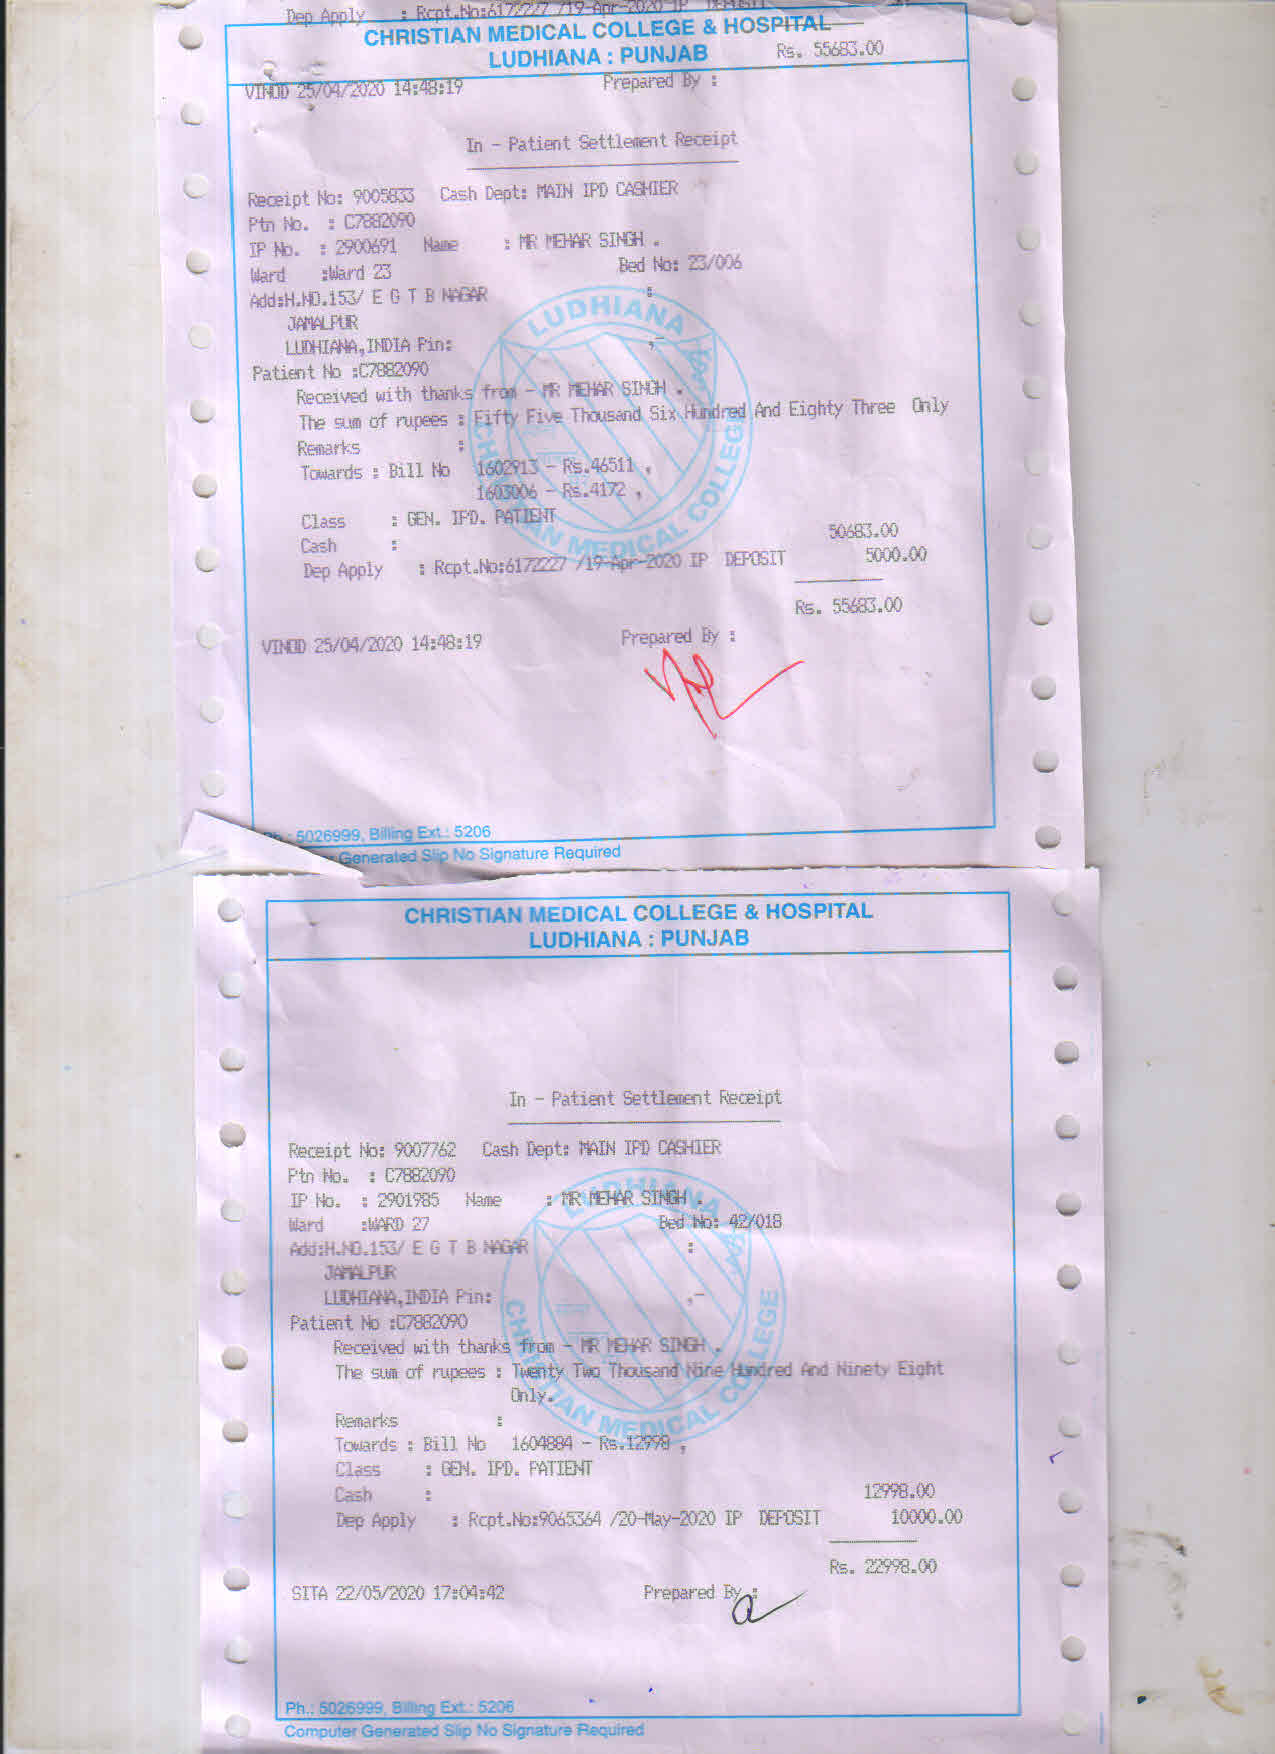 Dep Apply : Rcpt.No:6172227 /19-Apr-2020 IP DEPOSIT
CHRISTIAN MEDICAL COLLEGE & HOSPITAL
LUDHIANA : PUNJAB Rs. 55683.00
VINOD 25/04/2020 14:48:19 Prepared By :
In - Patient Settlement Receipt
Receipt No: 9005833 Cash Dept: MAIN IPD CASHIER
Ptn No. : C7882090
IP No. : 2900691 Name : MR MEHAR SINGH .
Ward :Ward 23 Bed No: 23/006
Add:H.NO.153/ E G T B NAGAR :
JAMALPUR
LUDHIANA,INDIA Pin: ,-
Patient No :C7882090
Received with thanks from - MR MEHAR SINGH .
The sum of rupees : Fifty Five Thousand Six Hundred And Eighty Three Only
Remarks :
Towards : Bill No 1602913 - Rs.46511 ,
1603006 - Rs.4172 ,
Class : GEN. IPD. PATIENT
Cash : 50683.00
Dep Apply : Rcpt.No:6172227 /19-Apr-2020 IP DEPOSIT 5000.00
Rs. 55683.00
VINOD 25/04/2020 14:48:19 Prepared By :
LUDHIANA
CHRISTIAN MEDICAL COLLEGE
Ph.: 5026999, Billing Ext.: 5206
Generated Slip No Signature Required
CHRISTIAN MEDICAL COLLEGE & HOSPITAL
LUDHIANA : PUNJAB
In - Patient Settlement Receipt
Receipt No: 9007762 Cash Dept: MAIN IPD CASHIER
Ptn No. : C7882090
IP No. : 2901985 Name : MR MEHAR SINGH .
Ward :WARD 27 Bed No: 42/018
Add:H.NO.153/ E G T B NAGAR :
JAMALPUR
LUDHIANA,INDIA Pin: ,-
Patient No :C7882090
Received with thanks from - MR MEHAR SINGH .
The sum of rupees : Twenty Two Thousand Nine Hundred And Ninety Eight
Only.
Remarks :
Towards : Bill No 1604884 - Rs.12998 ,
Class : GEN. IPD. PATIENT
Cash : 12998.00
Dep Apply : Rcpt.No:9065364 /20-May-2020 IP DEPOSIT 10000.00
Rs. 22998.00
SITA 22/05/2020 17:04:42 Prepared By :
LUDHIANA
CHRISTIAN MEDICAL COLLEGE
Ph.: 5026999, Billing Ext.: 5206
Computer Generated Slip No Signature Required